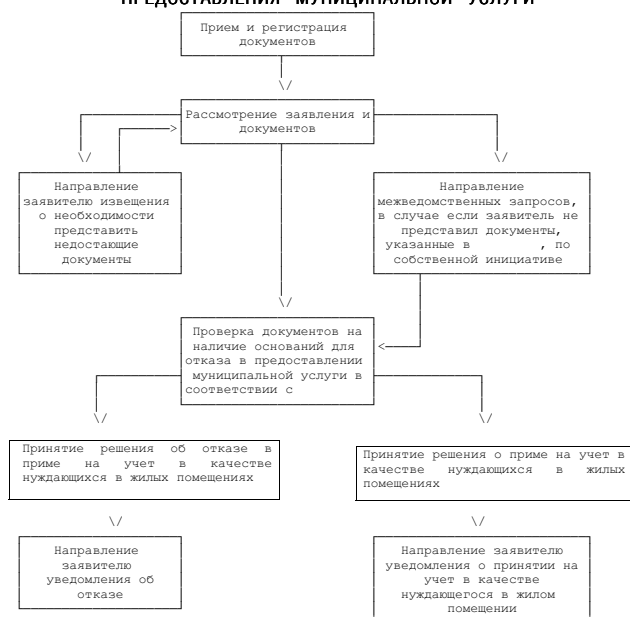 ПРЕДОСТАВЛЕНИЯ МУНИЦИПАЛЬНОЙ УСЛУГИ
Прием и регистрация
документов
\/
Рассмотрение заявления и
документов
>
\/
\/
Направление
заявителю извещения
о необходимости
представить
недостающие
документы
Направление
межведомственных запросов,
в случае если заявитель не
представил документы,
указанные в , по
собственной инициативе
\/
Проверка документов на
наличие оснований для
отказа в предоставлении
муниципальной услуги в
соответствии с
<
\/
\/
Принятие решения об отказе в
приме на учет в качестве
нуждающихся в жилых помещениях
Принятие решения о приме на учет в
качестве нуждающихся в жилых
помещениях
\/
\/
Направление
заявителю
уведомления об
отказе
Направление заявителю
уведомления о принятии на
учет в качестве
нуждающегося в жилом
помещении